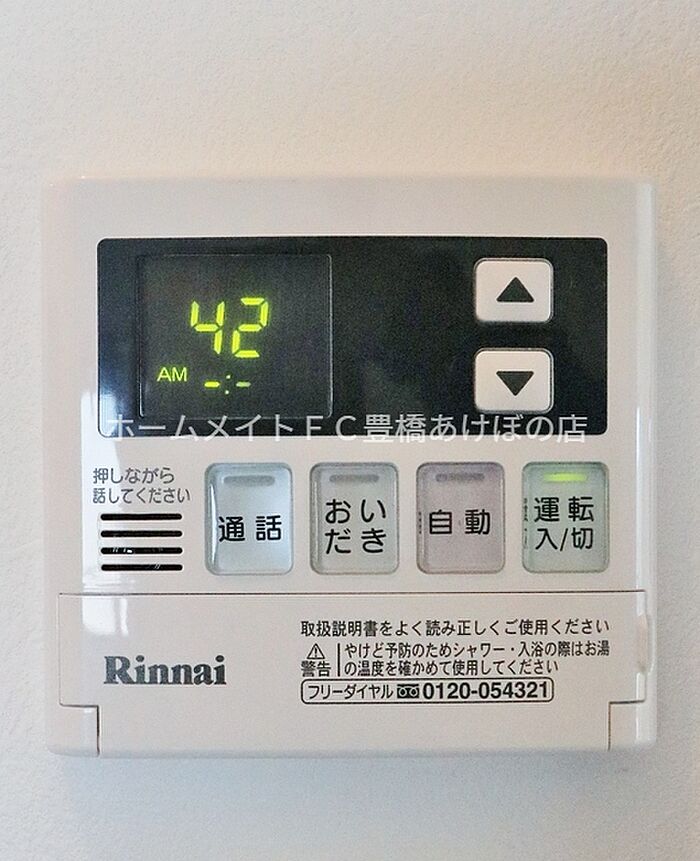 42
AM -:-
ホームメイトＦＣ豊橋あけぼの店
押しながら
話してください
通話
おい
だき
自動
運転
入/切
取扱説明書をよく読み正しくご使用ください
警告
やけど予防のためシャワー・入浴の際はお湯
の温度を確かめて使用してください
Rinnai
フリーダイヤル 0120-054321